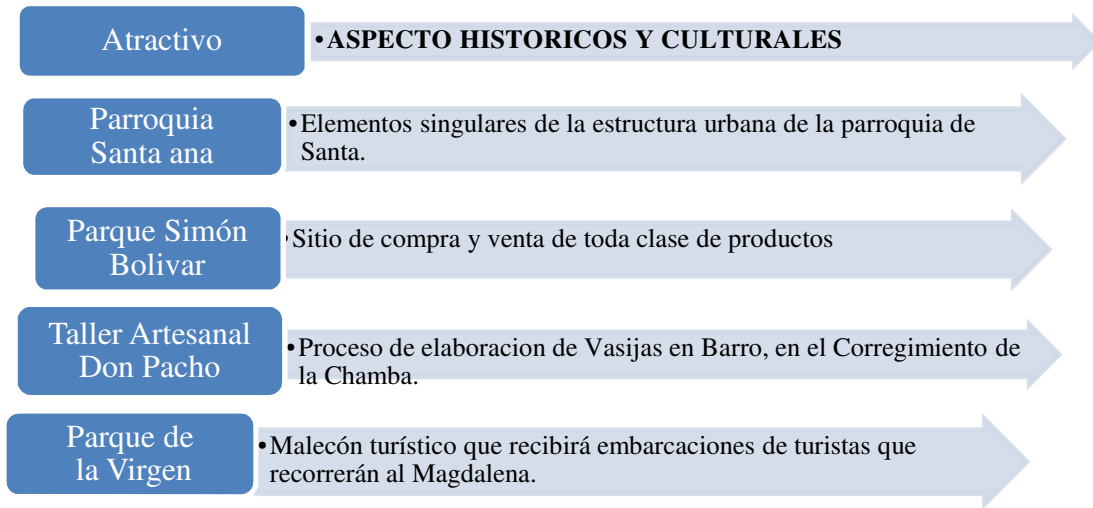 Atractivo
•ASPECTO HISTORICOS Y CULTURALES
Parroquia
Santa ana
•Elementos singulares de la estructura urbana de la parroquia de
Santa.
Parque Simón
Bolivar
•Sitio de compra y venta de toda clase de productos
Taller Artesanal
Don Pacho
•Proceso de elaboracion de Vasijas en Barro, en el Corregimiento de
la Chamba.
Parque de
la Virgen
•Malecón turístico que recibirá embarcaciones de turistas que
recorrerán al Magdalena.